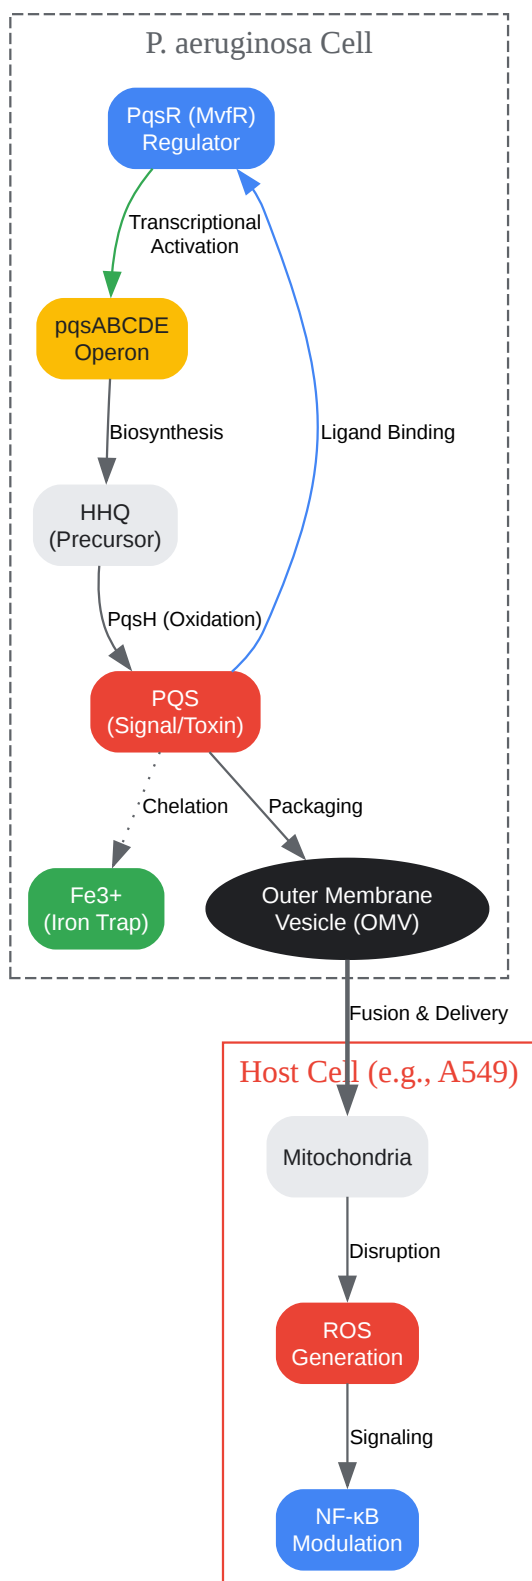 P. aeruginosa Cell
PqsR (MvfR)
Regulator
Transcriptional
Activation
pqsABCDE
Operon
Biosynthesis
Ligand Binding
HHQ
(Precursor)
PqsH (Oxidation)
PQS
(Signal/Toxin)
Chelation
Packaging
Fe3+
(Iron Trap)
Outer Membrane
Vesicle (OMV)
Fusion & Delivery
Host Cell (e.g., A549)
Mitochondria
Disruption
ROS
Generation
Signaling
NF-κB
Modulation